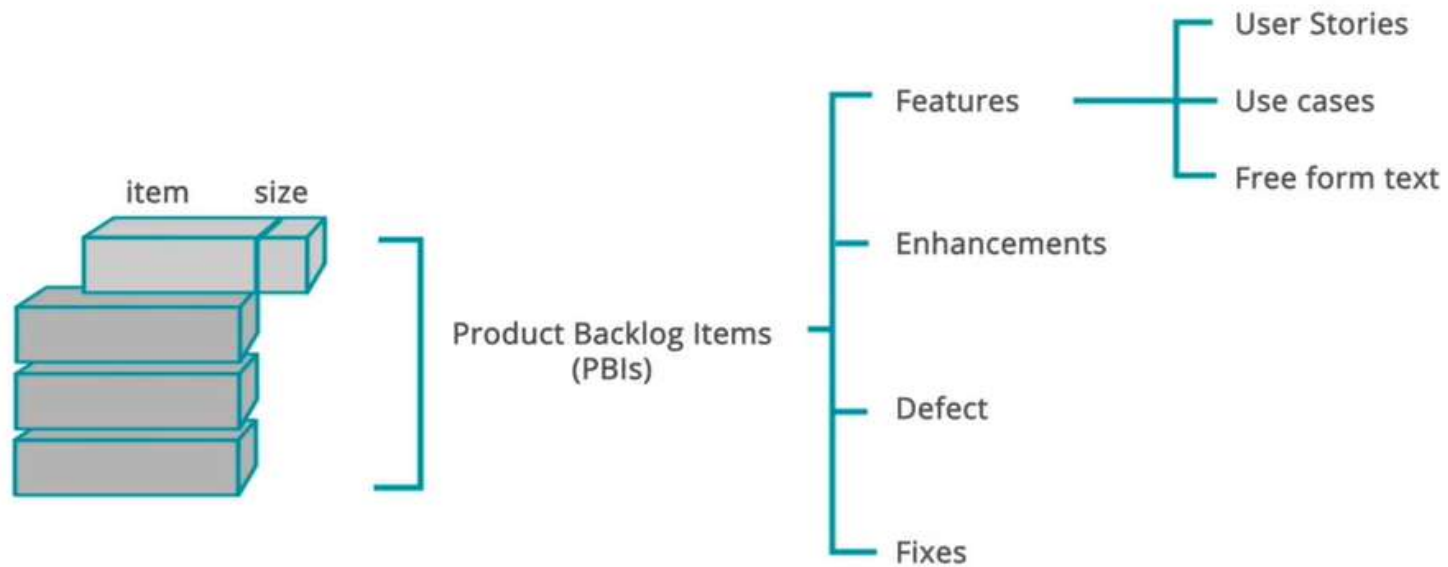 item size
Product Backlog Items
(PBIs)
Features
User Stories
Use cases
Free form text
Enhancements
Defect
Fixes